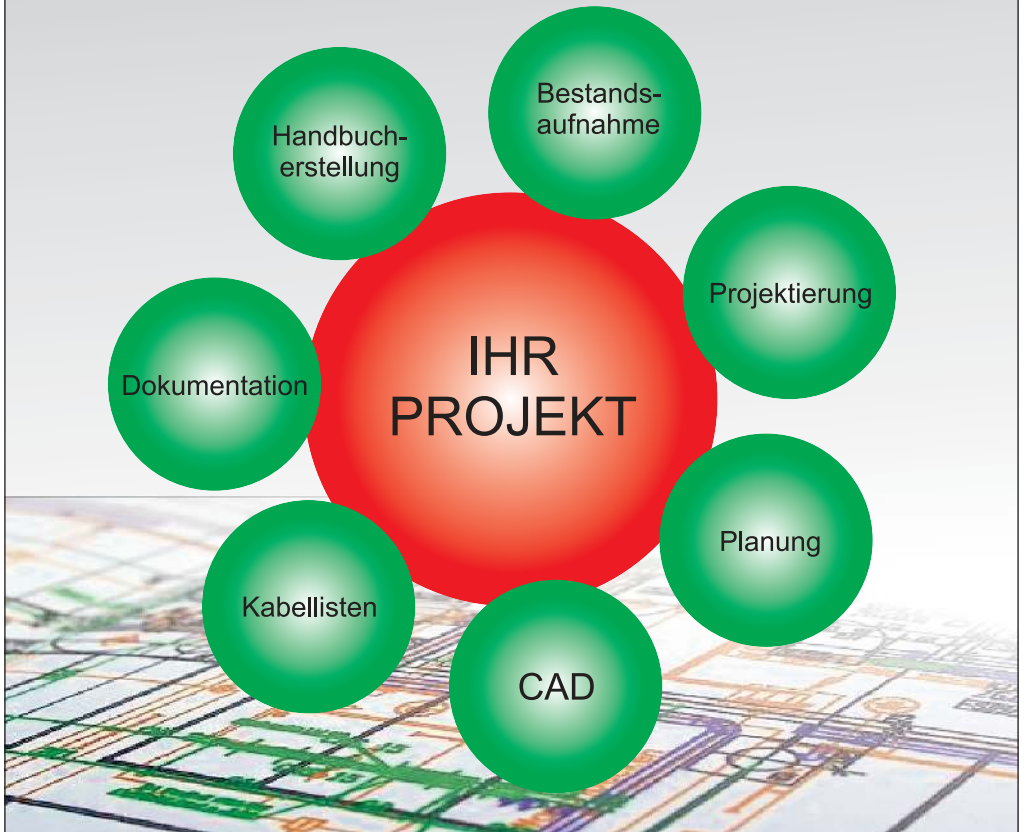 Bestands-
aufnahme
Handbuch-
erstellung
Projektierung
IHR
PROJEKT
Dokumentation
Planung
Kabellisten
CAD